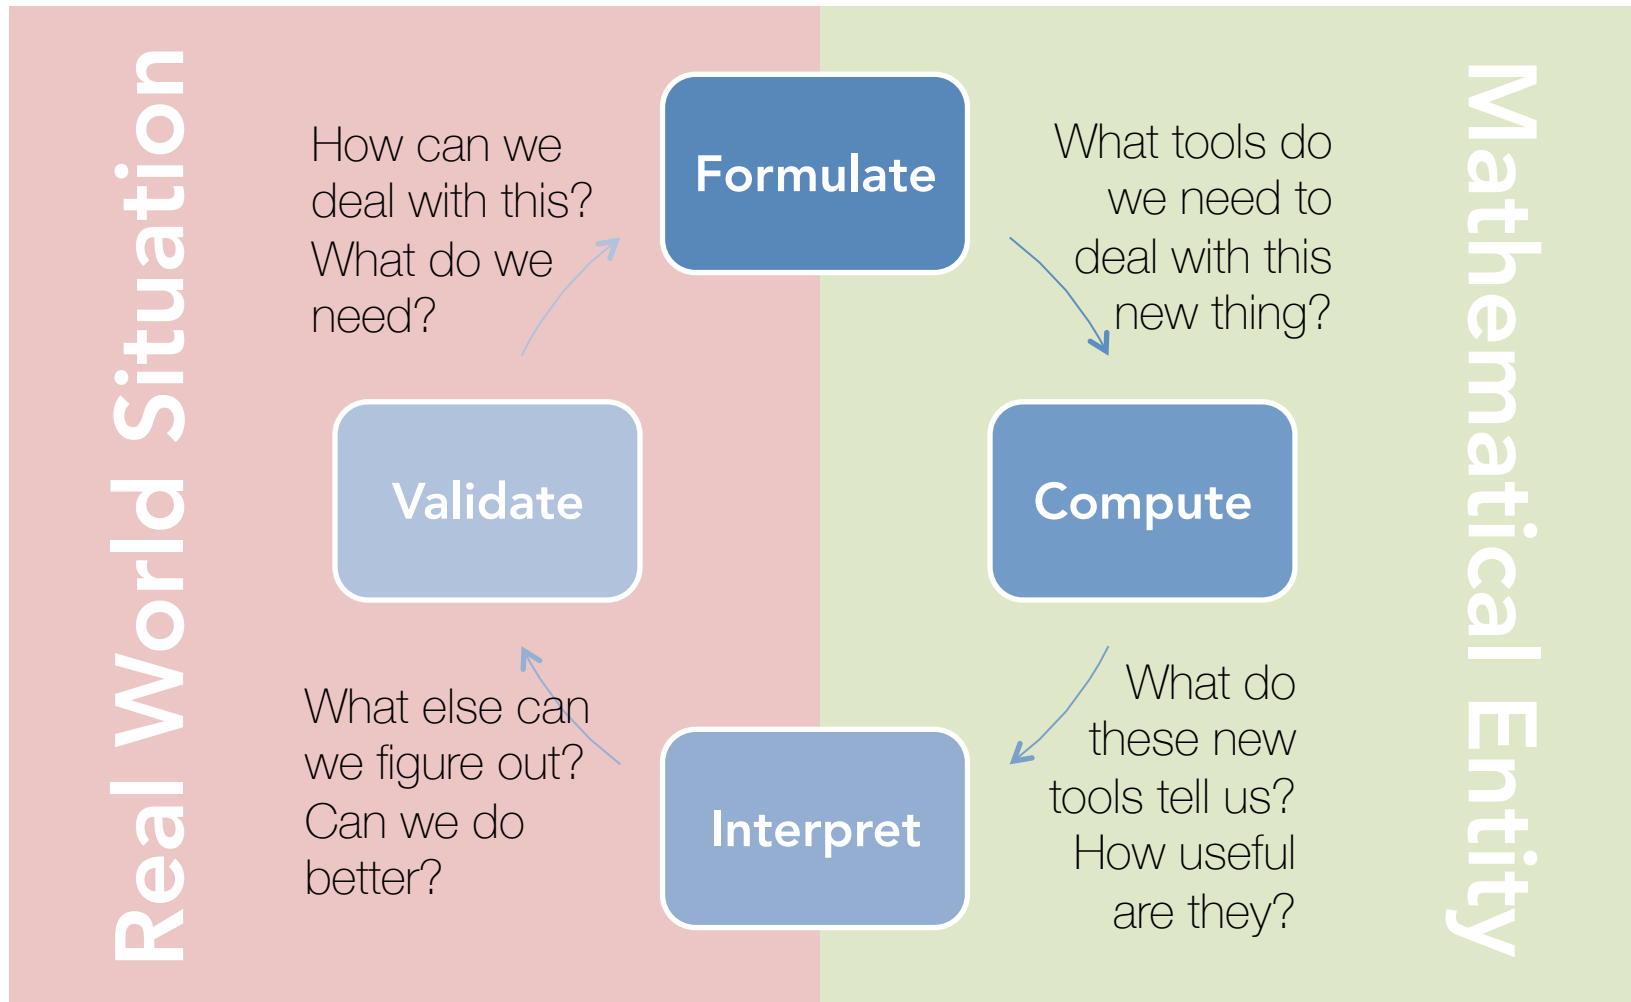 Real World Situation
How can we
deal with this?
What do we
need?
Formulate
What tools do
we need to
deal with this
new thing?
Mathematical Entity
Validate
Compute
What else can
we figure out?
Can we do
better?
Interpret
What do
these new
tools tell us?
How useful
are they?